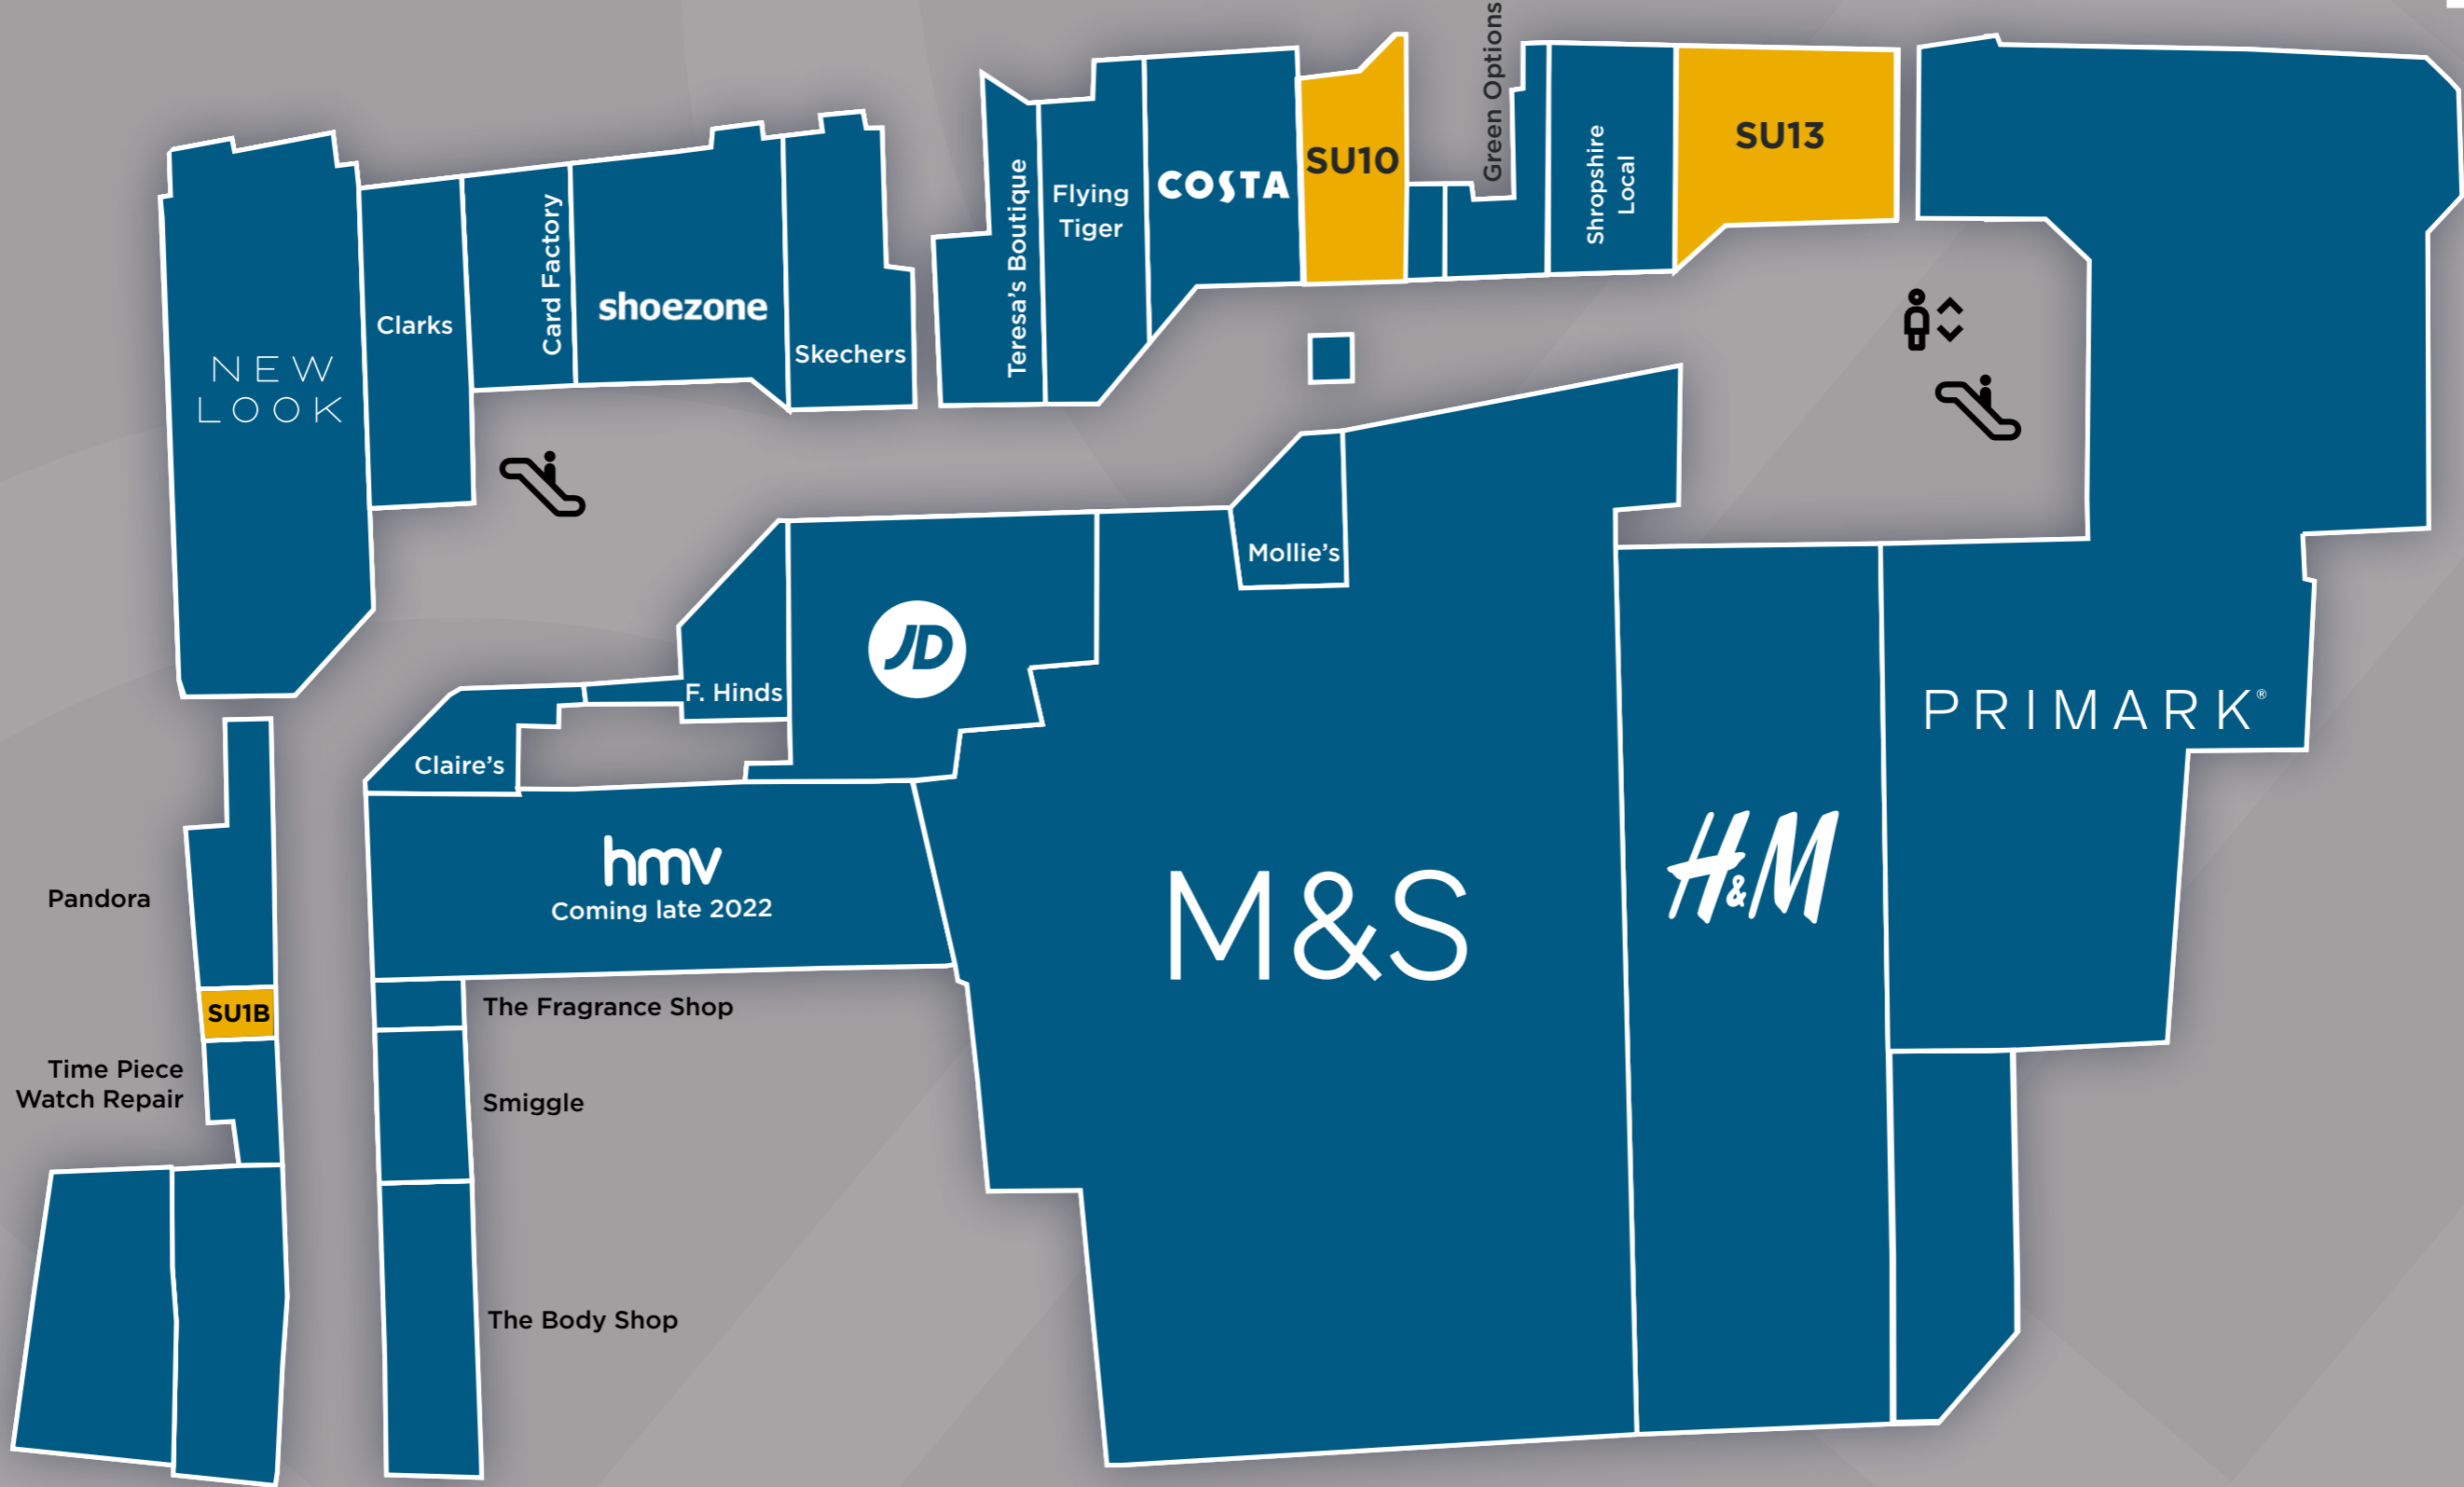 Green Options
SU10
SU13
COSTA
Flying
Tiger
Teresa's Boutique
Shropshire
Local
Card Factory
shoezone
Clarks
Skechers
NEW
LOOK
Mollie's
JD
F. Hinds
Claire's
PRIMARK®
hmv
Coming late 2022
M&S
H&M
Pandora
SU1B
The Fragrance Shop
Time Piece
Watch Repair
Smiggle
The Body Shop